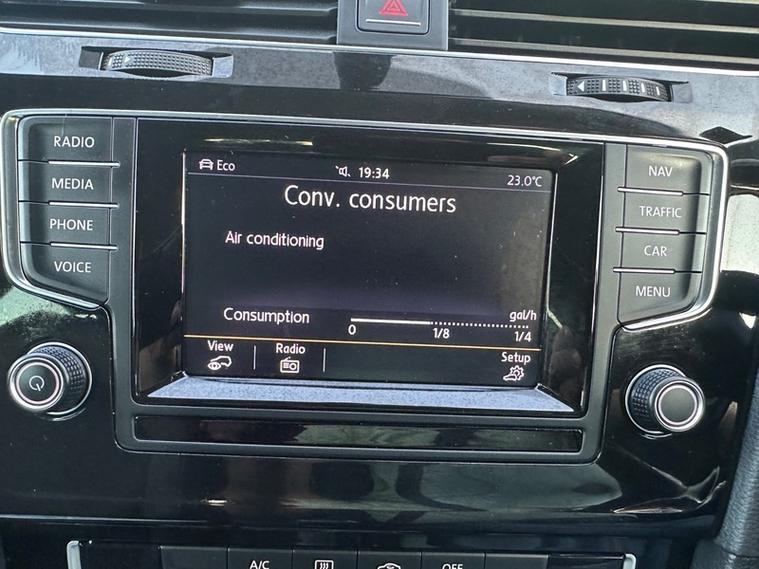 RADIO
MEDIA
PHONE
VOICE
Eco 19:34 23.0°C
Conv. consumers
Air conditioning
Consumption gal/h
0 1/8 1/4
View Radio Setup
NAV
TRAFFIC
CAR
MENU
A/C OFF